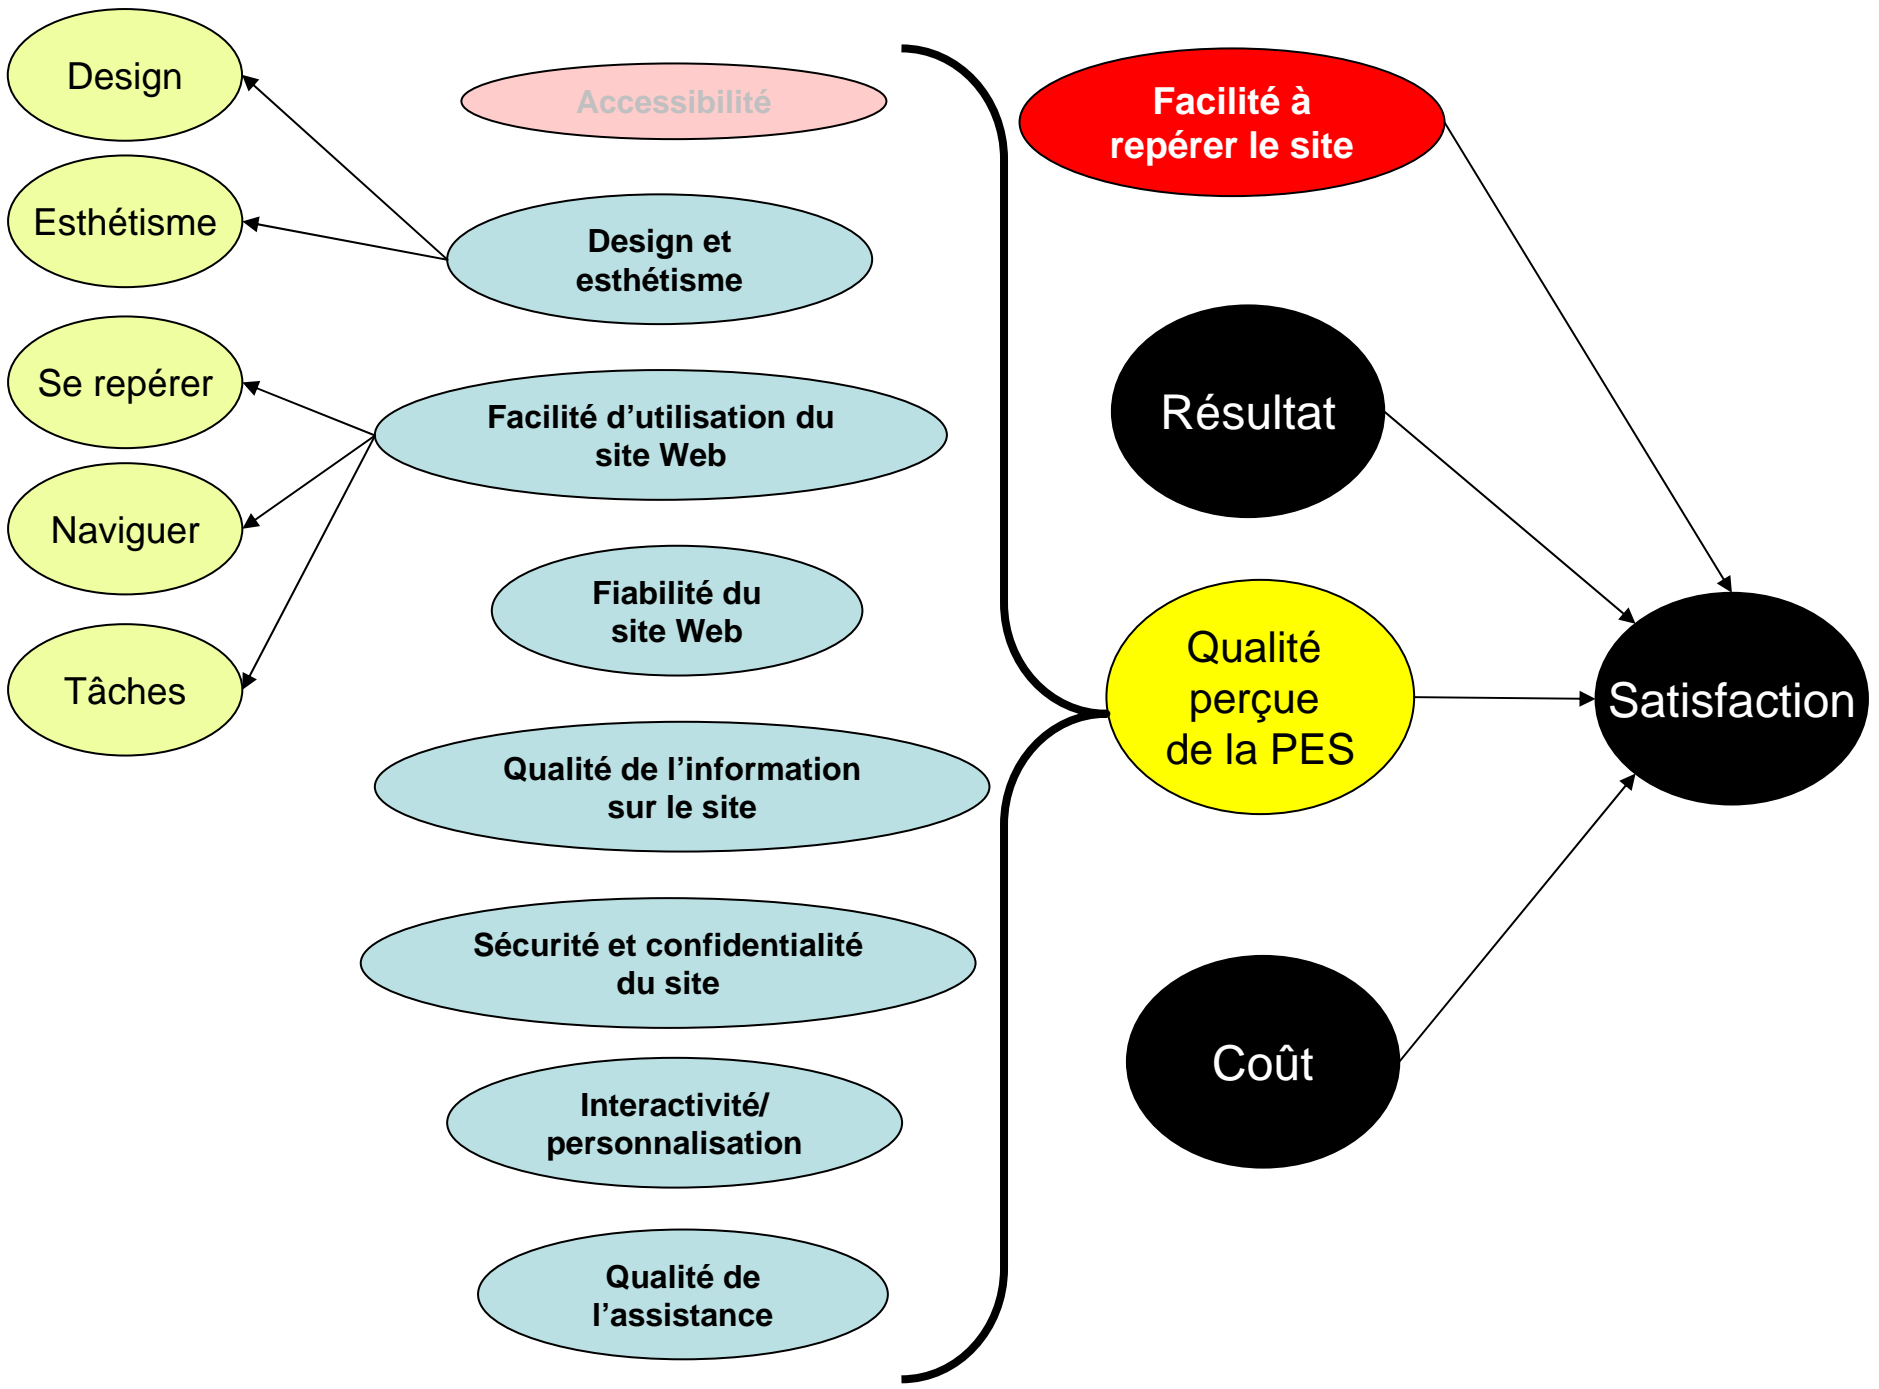 Design
Esthétisme
Se repérer
Naviguer
Tâches
Accessibilité
Design et
esthétisme
Facilité d’utilisation du
site Web
Fiabilité du
site Web
Qualité de l’information
sur le site
Sécurité et confidentialité
du site
Interactivité/
personnalisation
Qualité de
l’assistance
Facilité à
repérer le site
Résultat
Qualité
perçue
de la PES
Coût
Satisfaction